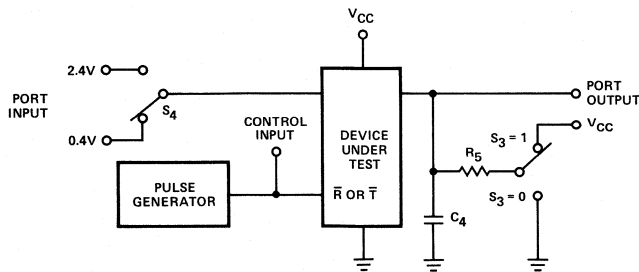 VCC
2.4V
PORT
INPUT
S4
0.4V
CONTROL
INPUT
PULSE
GENERATOR
DEVICE
UNDER
TEST
R̅ OR T̅
PORT
OUTPUT
VCC
S3 = 1
R5
S3 = 0
C4